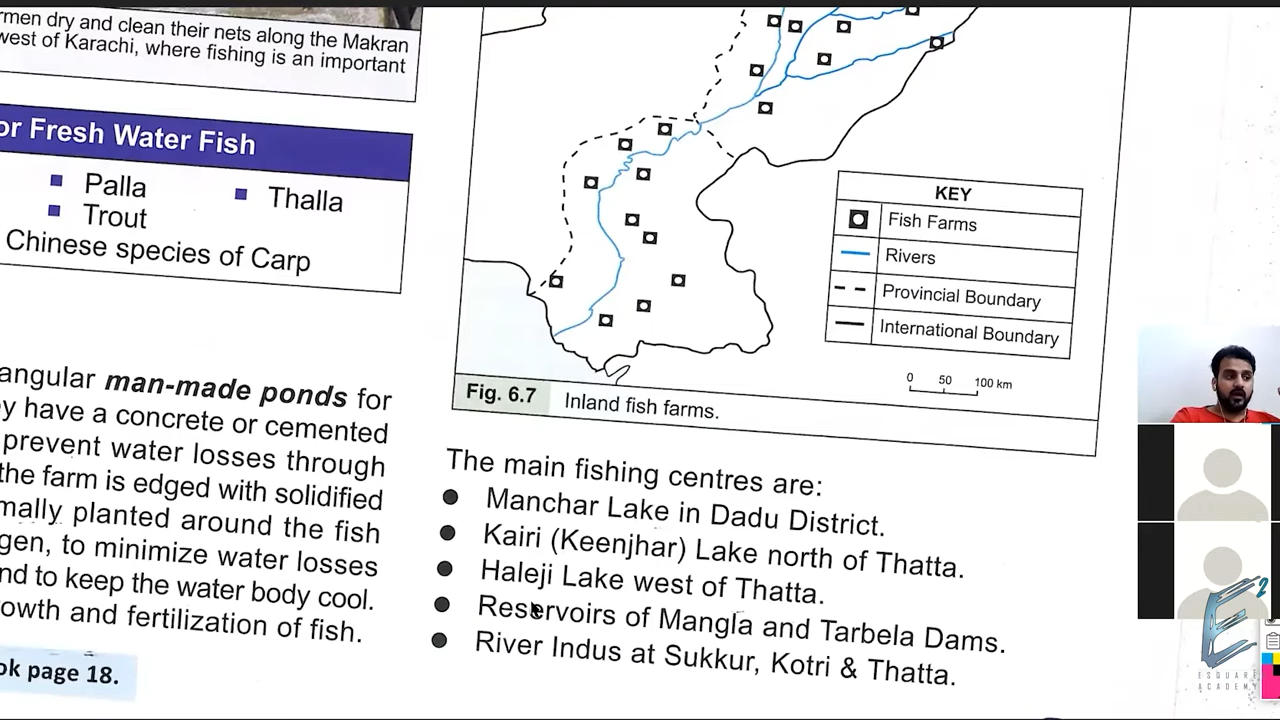 rmen dry and clean their nets along the Makran
west of Karachi, where fishing is an important
or Fresh Water Fish
Palla
Thalla
Trout
Chinese species of Carp
angular man-made ponds for
ey have a concrete or cemented
prevent water losses through
the farm is edged with solidified
mally planted around the fish
gen, to minimize water losses
nd to keep the water body cool.
owth and fertilization of fish.
ok page 18.
KEY
Fish Farms
Rivers
Provincial Boundary
International Boundary
0 50 100 km
Fig. 6.7 Inland fish farms.
The main fishing centres are:
Manchar Lake in Dadu District.
Kairi (Keenjhar) Lake north of Thatta.
Haleji Lake west of Thatta.
Reservoirs of Mangla and Tarbela Dams.
River Indus at Sukkur, Kotri & Thatta.
E2
ESQUARE
ACADEMY